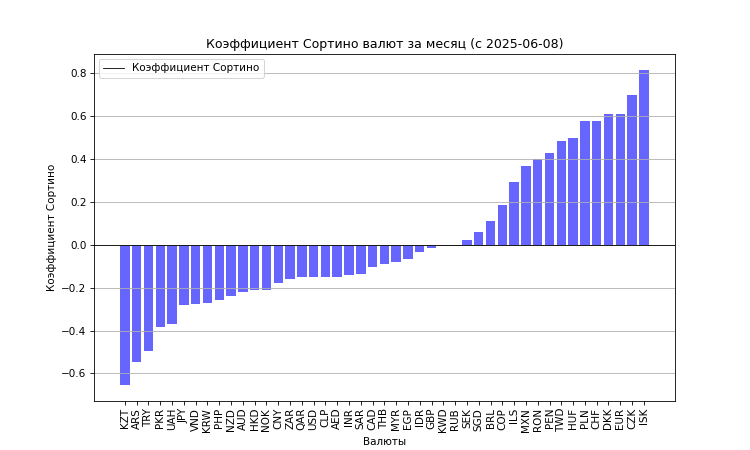 Коэффициент Сортино валют за месяц (с 2025-06-08)
Коэффициент Сортино
Коэффициент Сортино
0.8
0.6
0.4
0.2
0.0
−0.2
−0.4
−0.6
KZT ARS TRY PKR UAH JPY VND KRW PHP NZD AUD HKD NOK CNY ZAR QAR USD CLP AED INR SAR CAD THB MYR EGP IDR GBP KWD RUB SEK SGD BRL COP ILS MXN RON PEN TWD HUF PLN CHF DKK EUR CZK ISK
Валюты